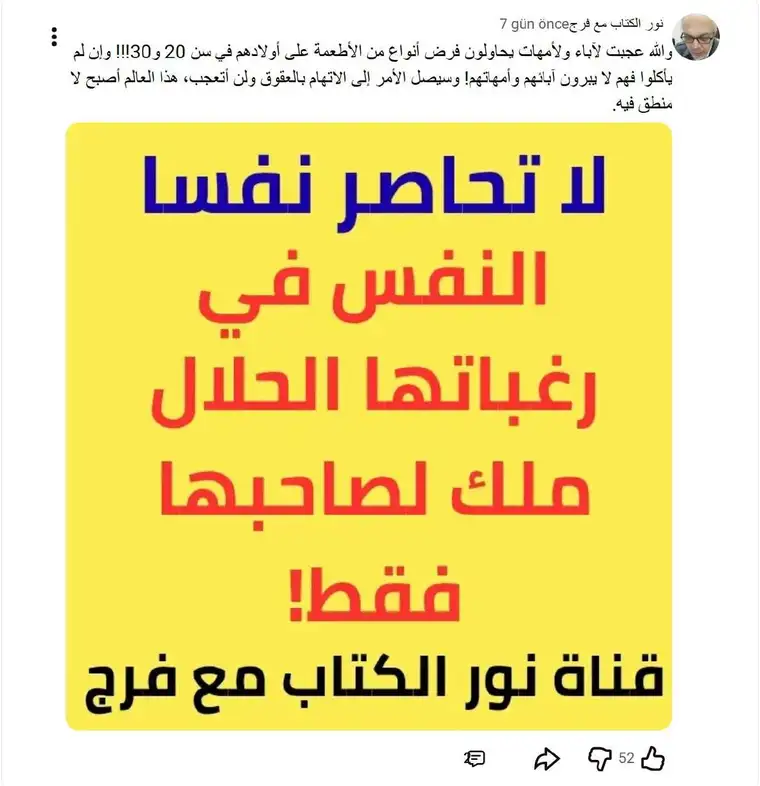 نور الكتاب مع فرج7 gün önce
والله عجبت لآباء ولأمهات يحاولون فرض أنواع من الأطعمة على أولادهم في سن 20 و30!!! وإن لم
يأكلوا فهم لا يبرون آبائهم وأمهاتهم! وسيصل الأمر إلى الاتهام بالعقوق ولن أتعجب، هذا العالم أصبح لا
منطق فيه.
لا تحاصر نفسا
النفس في
رغباتها الحلال
ملك لصاحبها
فقط!
قناة نور الكتاب مع فرج
52
2